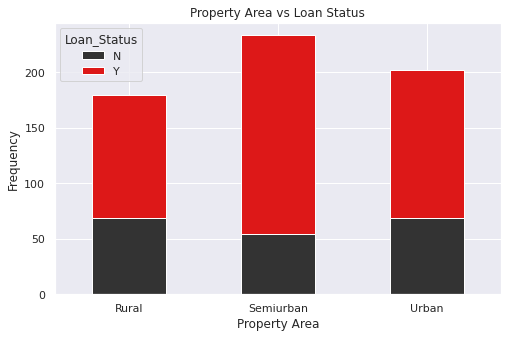 Property Area vs Loan Status
Loan_Status
N
Y
Frequency
200
150
100
50
0
Rural Semiurban Urban
Property Area